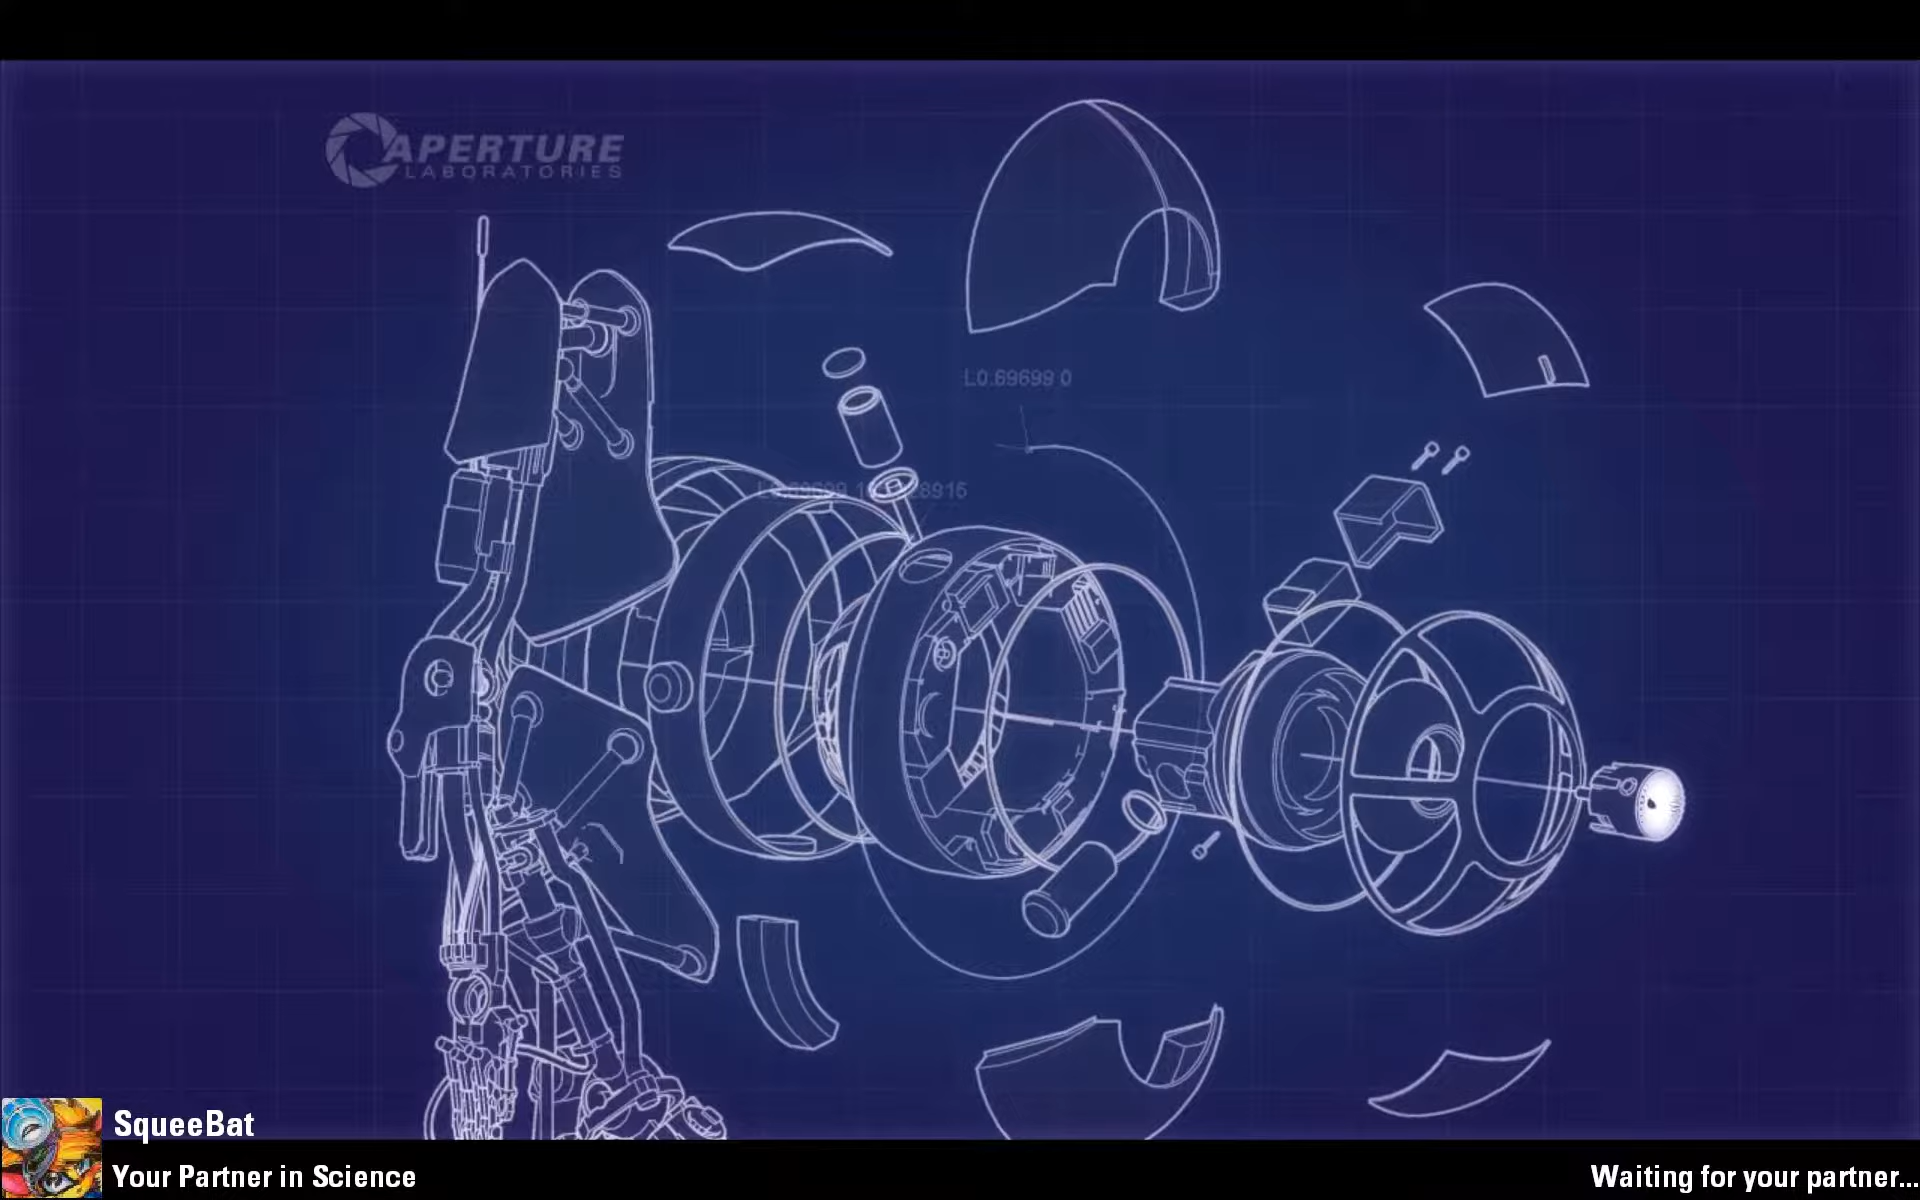 APERTURE
LABORATORIES
L0.69699 0
SqueeBat
Your Partner in Science
Waiting for your partner...